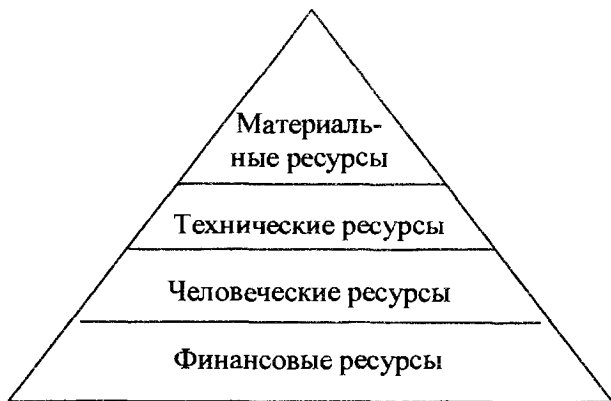 Материаль-
ные ресурсы
Технические ресурсы
Человеческие ресурсы
Финансовые ресурсы